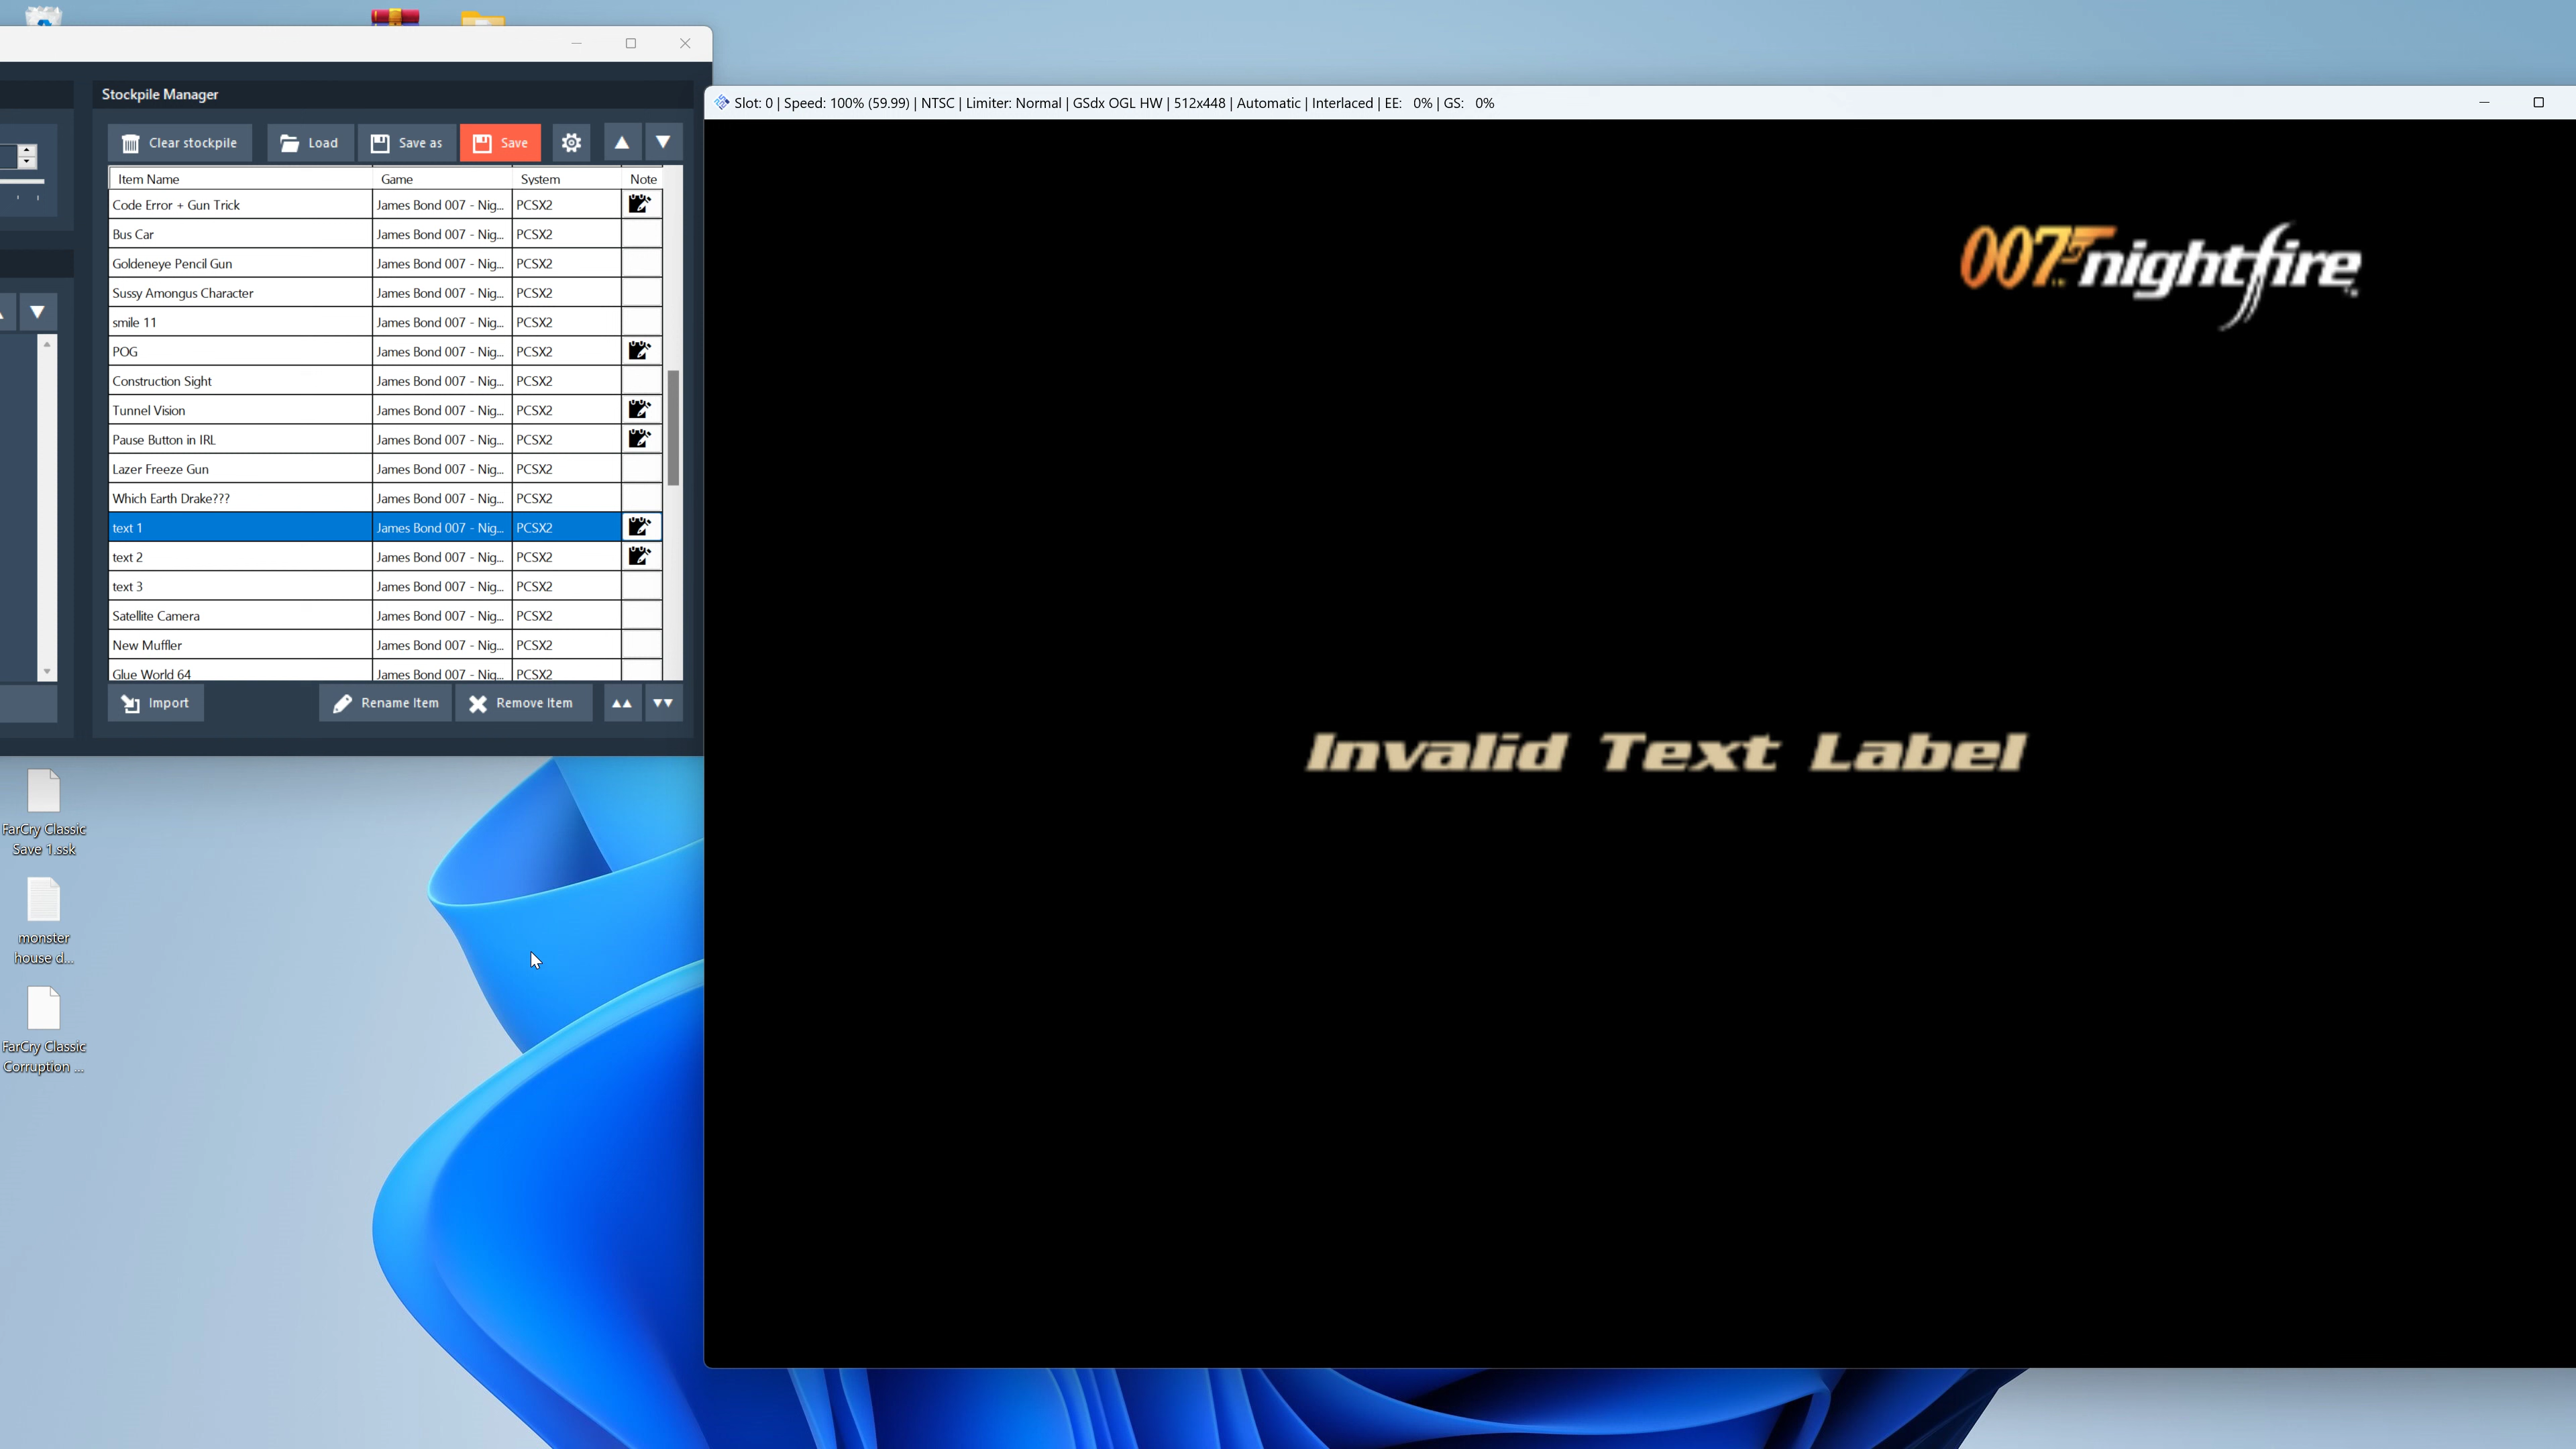 Stockpile Manager
Clear stockpile Load Save as Save
Item Name Game System Note
Code Error + Gun Trick James Bond 007 - Nig... PCSX2
Bus Car James Bond 007 - Nig... PCSX2
Goldeneye Pencil Gun James Bond 007 - Nig... PCSX2
Sussy Amongus Character James Bond 007 - Nig... PCSX2
smile 11 James Bond 007 - Nig... PCSX2
POG James Bond 007 - Nig... PCSX2
Construction Sight James Bond 007 - Nig... PCSX2
Tunnel Vision James Bond 007 - Nig... PCSX2
Pause Button in IRL James Bond 007 - Nig... PCSX2
Lazer Freeze Gun James Bond 007 - Nig... PCSX2
Which Earth Drake??? James Bond 007 - Nig... PCSX2
text 1 James Bond 007 - Nig... PCSX2
text 2 James Bond 007 - Nig... PCSX2
text 3 James Bond 007 - Nig... PCSX2
Satellite Camera James Bond 007 - Nig... PCSX2
New Muffler James Bond 007 - Nig... PCSX2
Glue World 64 James Bond 007 - Nig... PCSX2
Import Rename Item Remove Item
FarCry Classic
Save 1.ssk
monster
house d...
FarCry Classic
Corruption ...
Slot: 0 | Speed: 100% (59.99) | NTSC | Limiter: Normal | GSdx OGL HW | 512x448 | Automatic | Interlaced | EE: 0% | GS: 0%
007 nightfire
Invalid Text Label